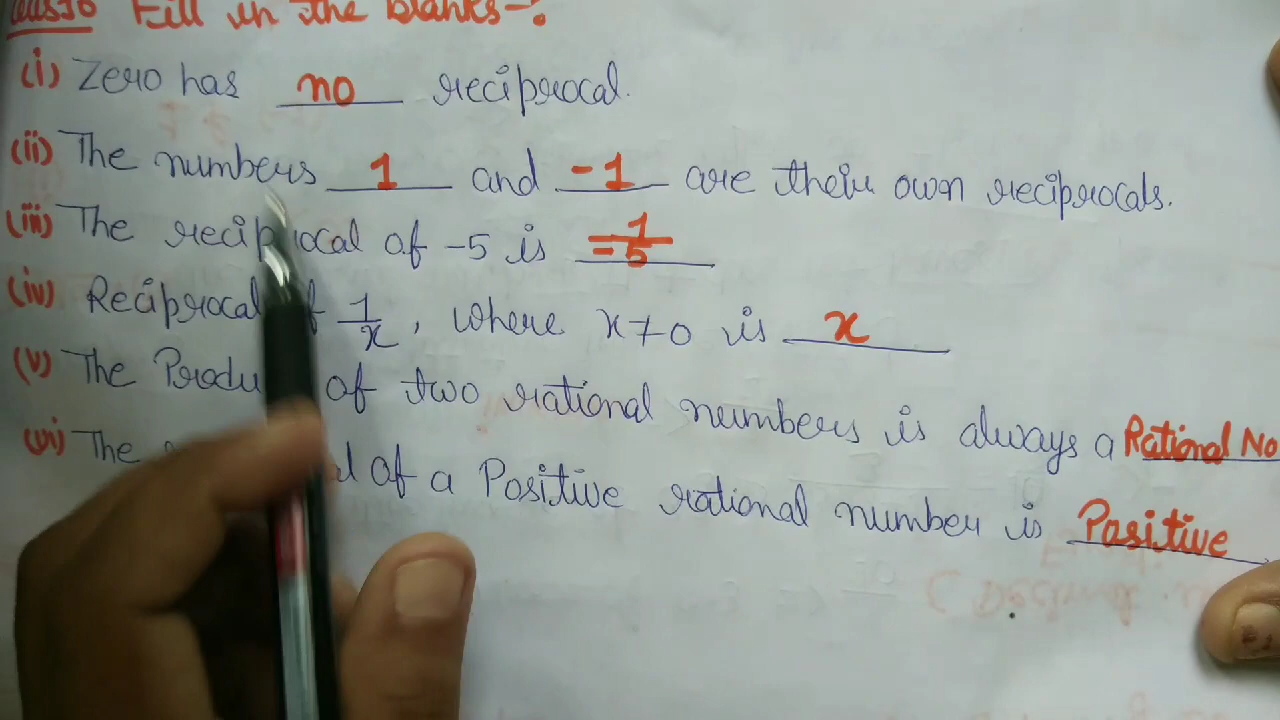 Fill in the blanks-:
(i) Zero has no reciprocal.
(ii) The numbers 1 and -1 are their own reciprocals.
(iii) The reciprocal of -5 is 1/-5
(iv) Reciprocal of 1/x, where x≠0 is x
(v) The Produ of two rational numbers is always a Rational No
(vi) The of a Positive rational number is Positive